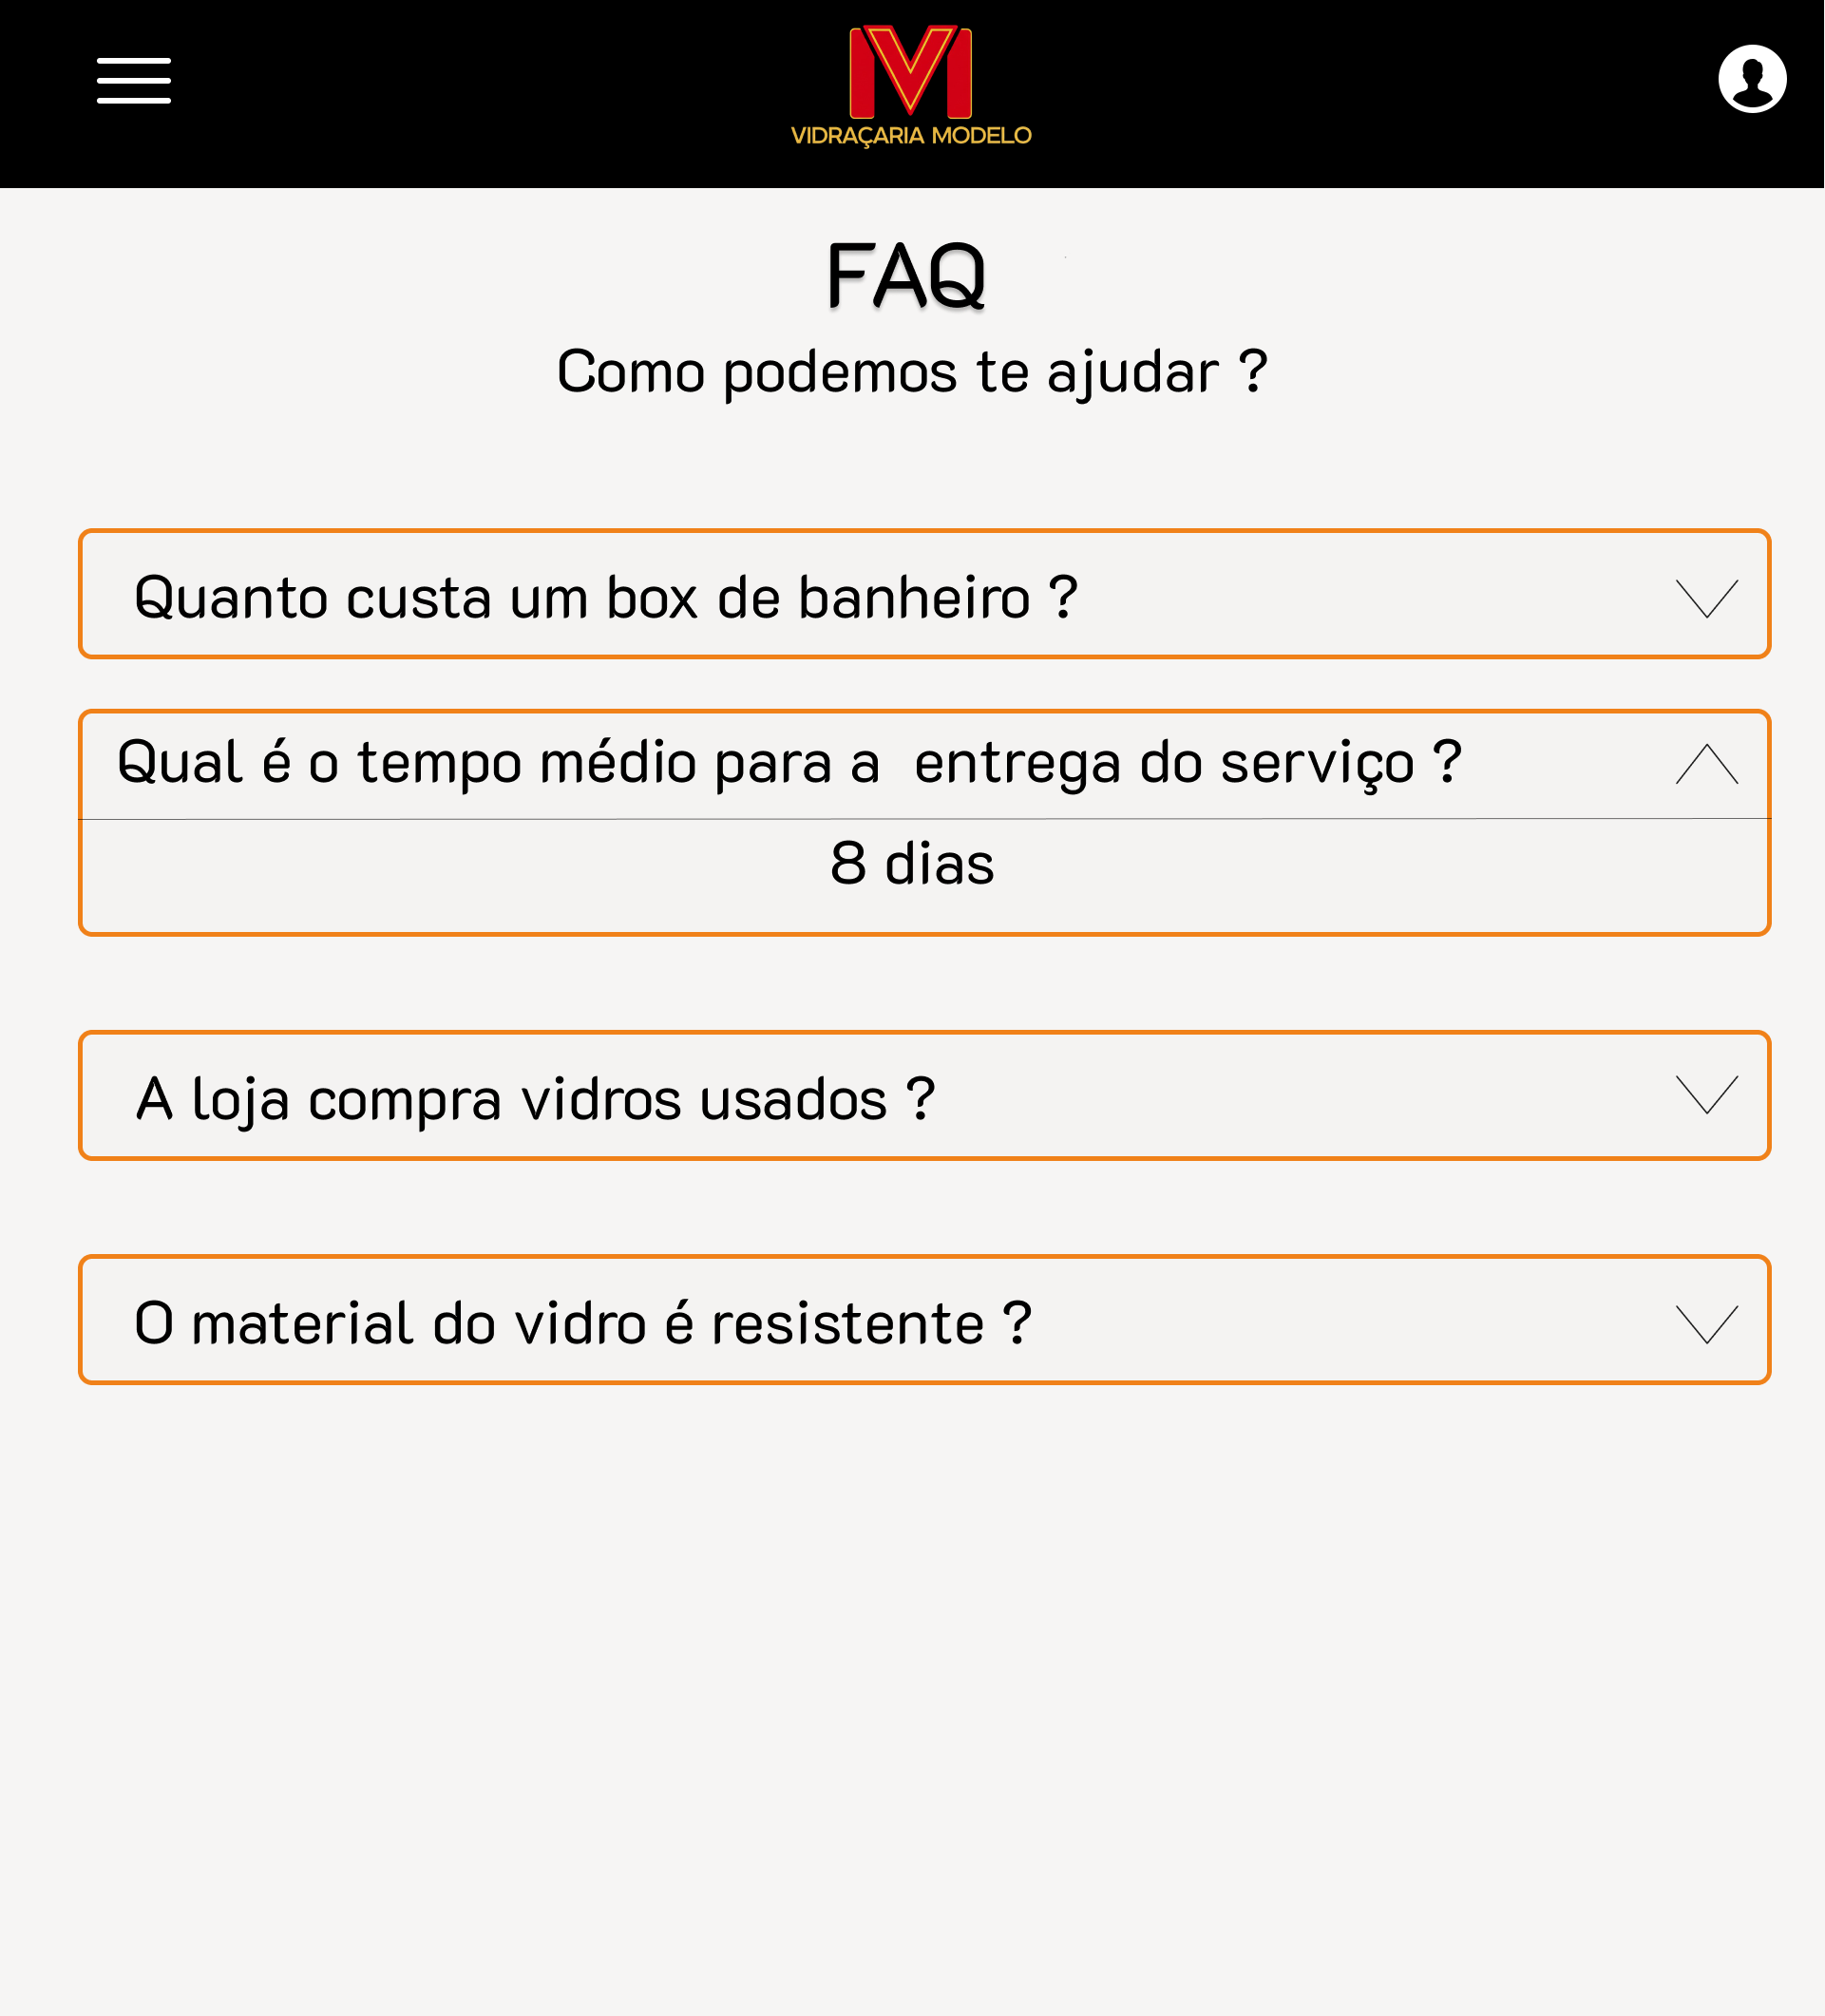 VIDRAÇARIA MODELO
FAQ
Como podemos te ajudar ?
Quanto custa um box de banheiro ?
Qual é o tempo médio para a  entrega do serviço ?
8 dias
A loja compra vidros usados ?
O material do vidro é resistente ?